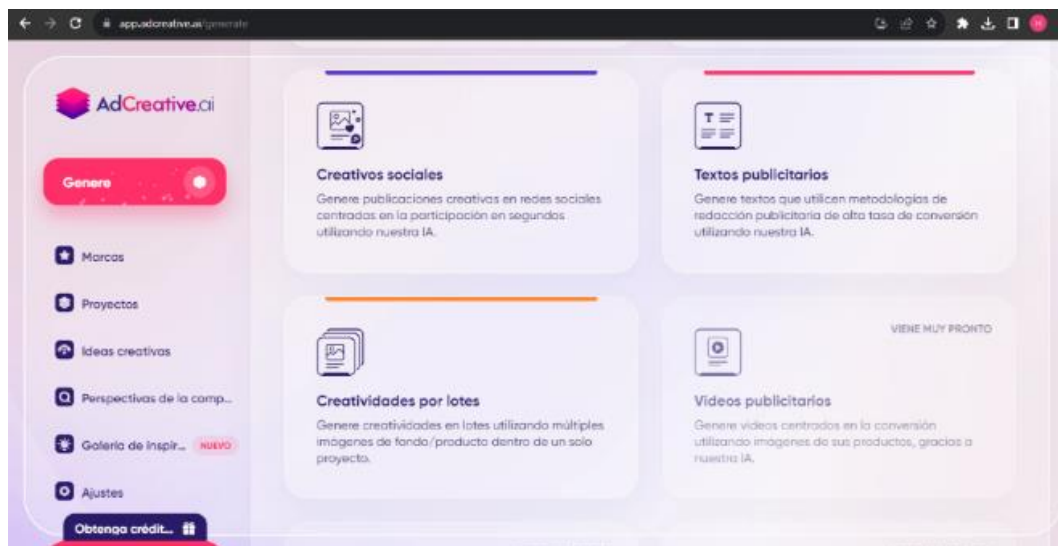 app.adcreative.ai/generate
AdCreative.ai
Genere
Marcas
Proyectos
Ideas creativas
Perspectivas de la comp...
Galería de inspir... NUEVO
Ajustes
Obtenga crédit...
Creativos sociales
Genere publicaciones creativas en redes sociales
centradas en la participación en segundos
utilizando nuestra IA.
Textos publicitarios
Genere textos que utilicen metodologías de
redacción publicitaria de alta tasa de conversión
utilizando nuestra IA.
Creatividades por lotes
Genere creatividades en lotes utilizando múltiples
imágenes de fondo/producto dentro de un solo
proyecto.
VIENE MUY PRONTO
Vídeos publicitarios
Genere vídeos centrados en la conversión
utilizando imágenes de sus productos, gracias a
nuestra IA.